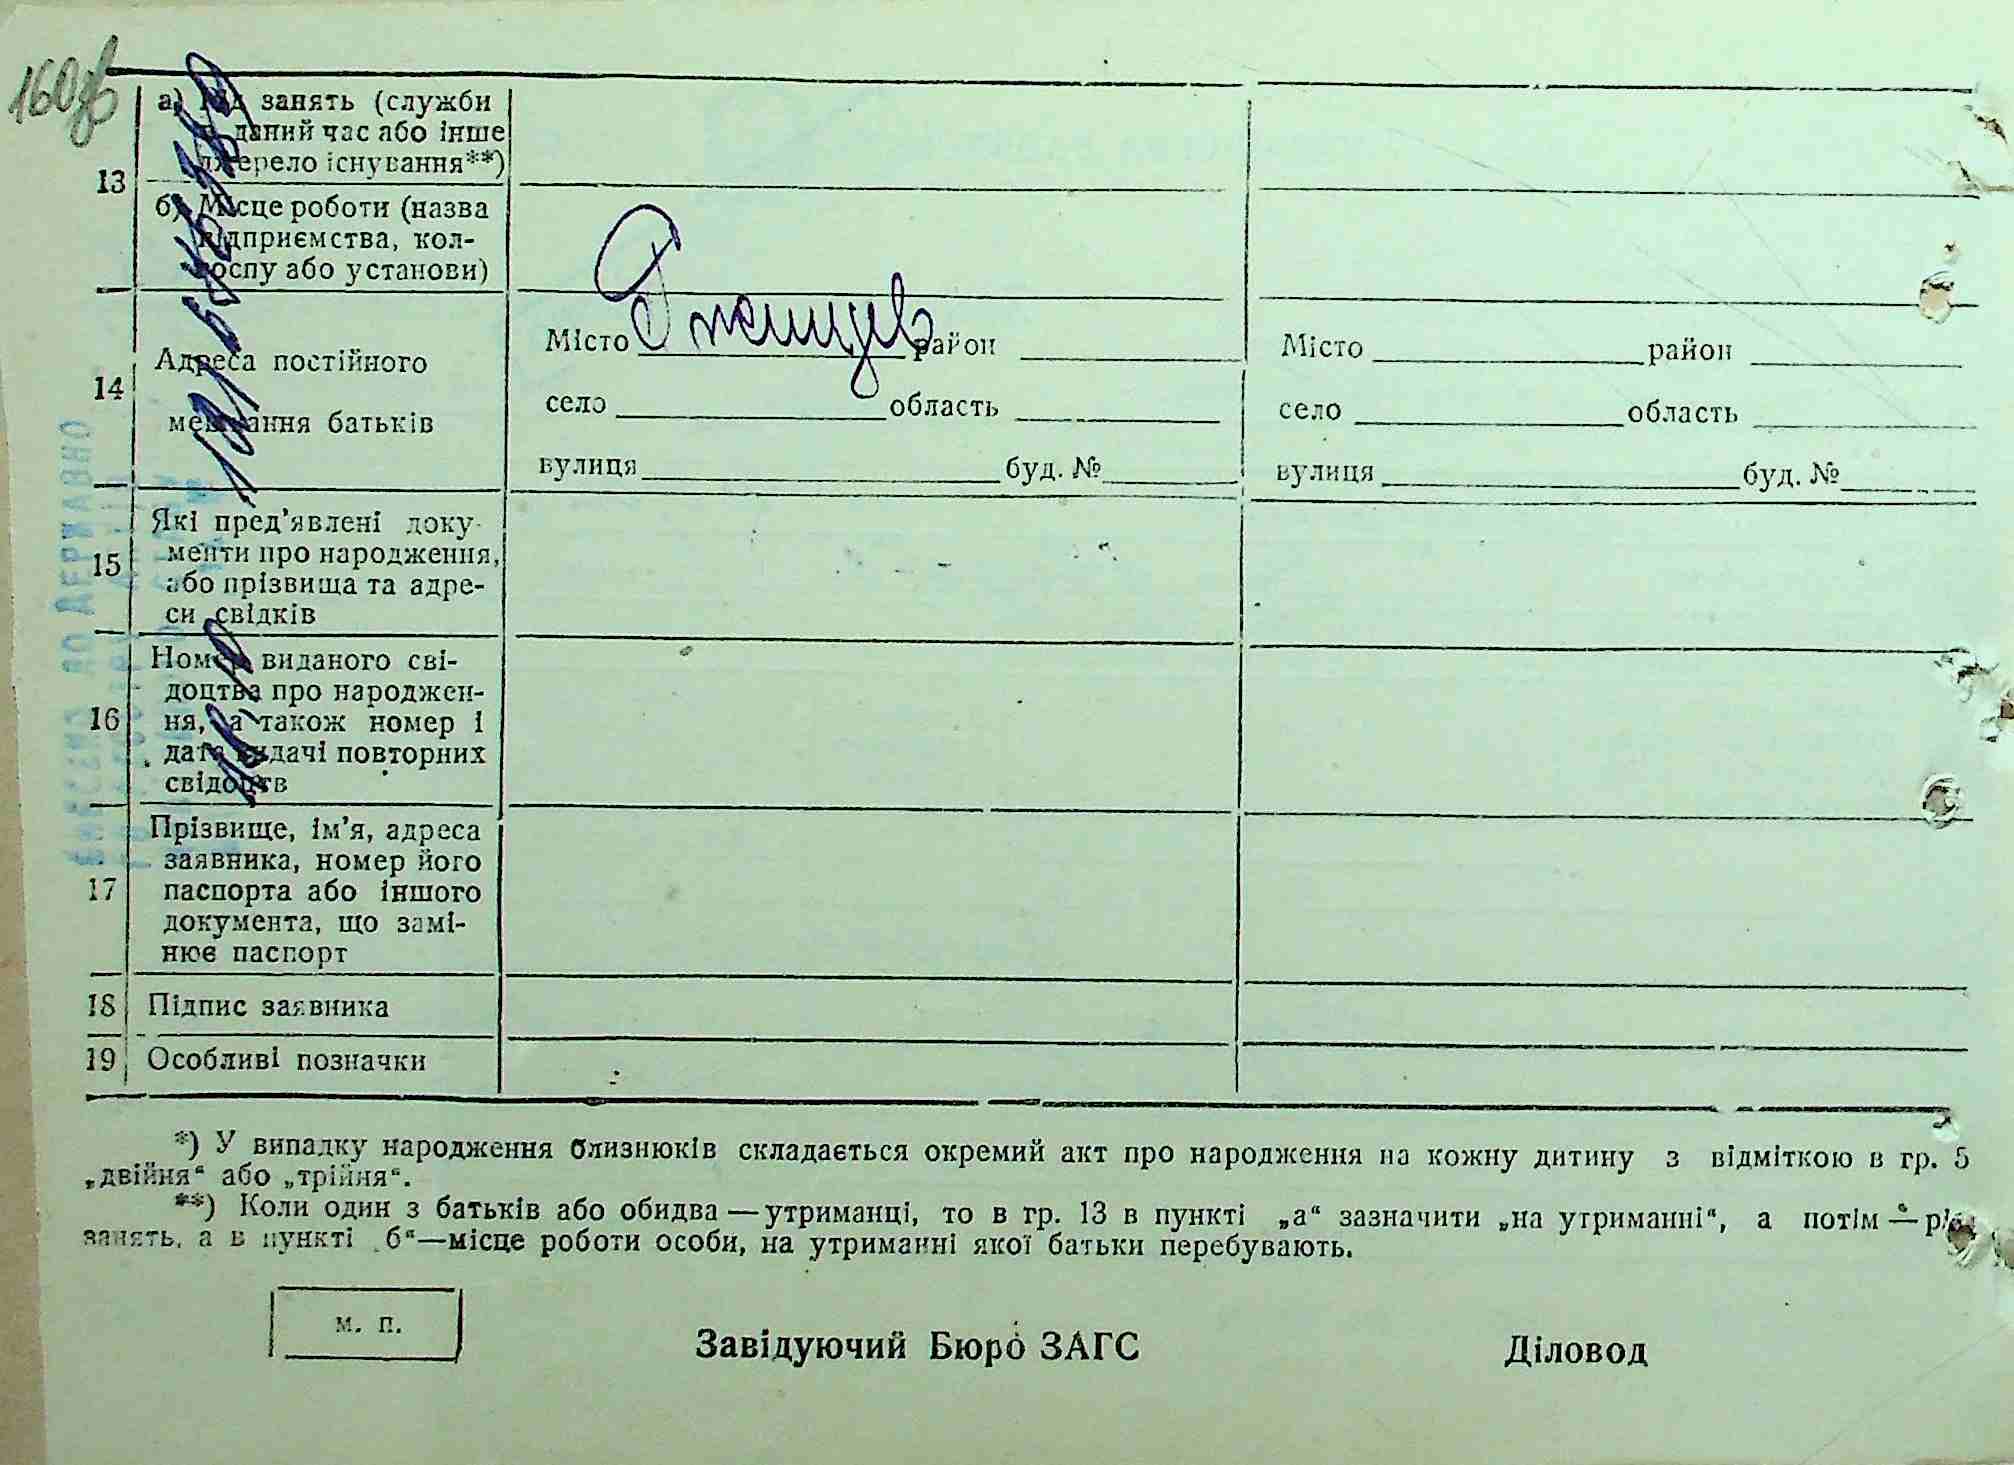 160
13
а) Вид занять (служби
в даний час або інше
джерело існування**)
б) Місце роботи (назва
підприємства, кол-
госпу або установи)
14
Адреса постійного
мешкання батьків
Місто район
село область
вулиця буд. №
Місто район
село область
вулиця буд. №
15
Які пред’явлені доку-
менти про народження,
або прізвища та адре-
си свідків
16
Номер виданого сві-
доцтва про народжен-
ня, а також номер і
дата видачі повторних
свідоцтв
17
Прізвище, ім’я, адреса
заявника, номер його
паспорта або іншого
документа, що замі-
нює паспорт
18 Підпис заявника
19 Особливі позначки
ВНЕСЕНО ДО ДЕРЖАВНО
*) У випадку народження близнюків складається окремий акт про народження на кожну дитину з відміткою в гр. 5
„двійня“ або „трійня“.
**) Коли один з батьків або обидва — утриманці, то в гр. 13 в пункті „а“ зазначити „на утриманні“, а потім — рід
занять, а в пункті „б“—місце роботи особи, на утриманні якої батьки перебувають.
м. п.
Завідуючий Бюро ЗАГС
Діловод